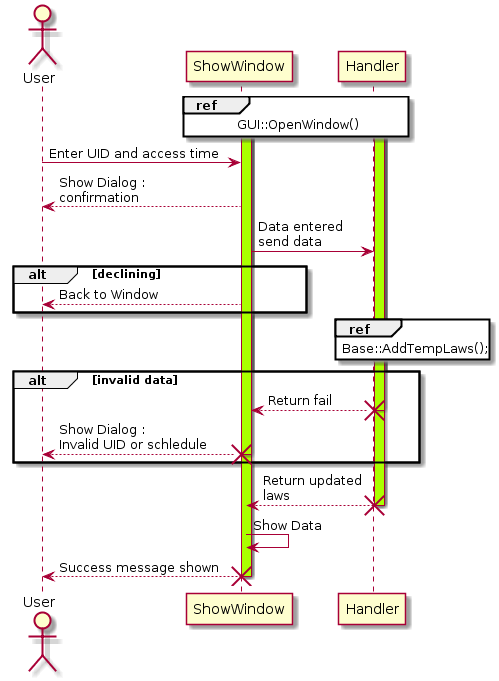 User
ShowWindow
Handler
ref
GUI::OpenWindow()
Enter UID and access time
Show Dialog :
confirmation
Data entered
send data
alt
[declining]
Back to Window
ref
Base::AddTempLaws();
alt
[invalid data]
Return fail
Show Dialog :
Invalid UID or schledule
Return updated
laws
Show Data
Success message shown
User
ShowWindow
Handler